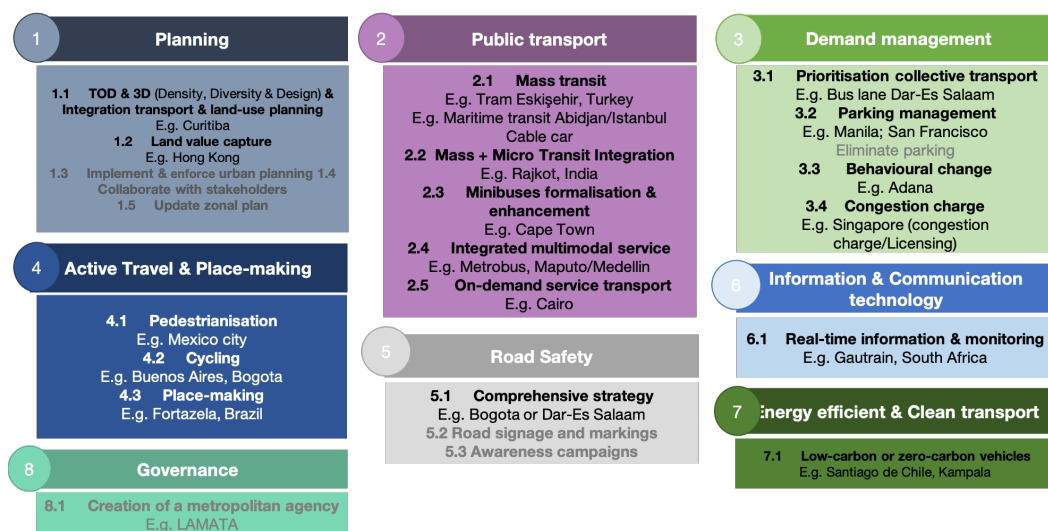 1
Planning
1.1 TOD & 3D (Density, Diversity & Design) &
Integration transport & land-use planning
E.g. Curitiba
1.2 Land value capture
E.g. Hong Kong
1.3 Implement & enforce urban planning 1.4
Collaborate with stakeholders
1.5 Update zonal plan
2
Public transport
2.1 Mass transit
E.g. Tram Eskişehir, Turkey
E.g. Maritime transit Abidjan/Istanbul
Cable car
2.2 Mass + Micro Transit Integration
E.g. Rajkot, India
2.3 Minibuses formalisation &
enhancement
E.g. Cape Town
2.4 Integrated multimodal service
E.g. Metrobus, Maputo/Medellin
2.5 On-demand service transport
E.g. Cairo
3
Demand management
3.1 Prioritisation collective transport
E.g. Bus lane Dar-Es Salaam
3.2 Parking management
E.g. Manila; San Francisco
Eliminate parking
3.3 Behavioural change
E.g. Adana
3.4 Congestion charge
E.g. Singapore (congestion
charge/Licensing)
4
Active Travel & Place-making
4.1 Pedestrianisation
E.g. Mexico city
4.2 Cycling
E.g. Buenos Aires, Bogota
4.3 Place-making
E.g. Fortazela, Brazil
5
Road Safety
5.1 Comprehensive strategy
E.g. Bogota or Dar-Es Salaam
5.2 Road signage and markings
5.3 Awareness campaigns
6
Information & Communication
technology
6.1 Real-time information & monitoring
E.g. Gautrain, South Africa
7
Energy efficient & Clean transport
7.1 Low-carbon or zero-carbon vehicles
E.g. Santiago de Chile, Kampala
8
Governance
8.1 Creation of a metropolitan agency
E.g. LAMATA